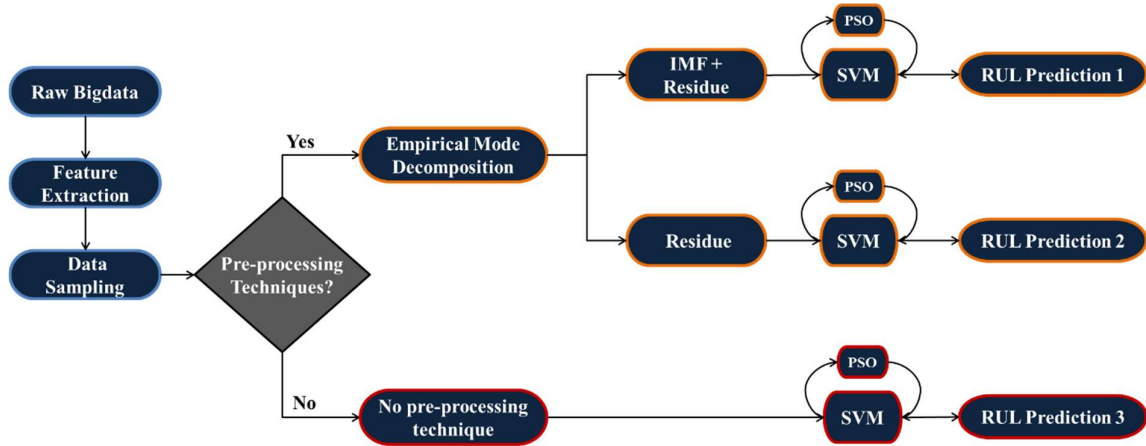 Raw Bigdata
Feature
Extraction
Data
Sampling
Pre-processing
Techniques?
Yes
Empirical Mode
Decomposition
IMF +
Residue
PSO
SVM
RUL Prediction 1
Residue
PSO
SVM
RUL Prediction 2
No
No pre-processing
technique
PSO
SVM
RUL Prediction 3